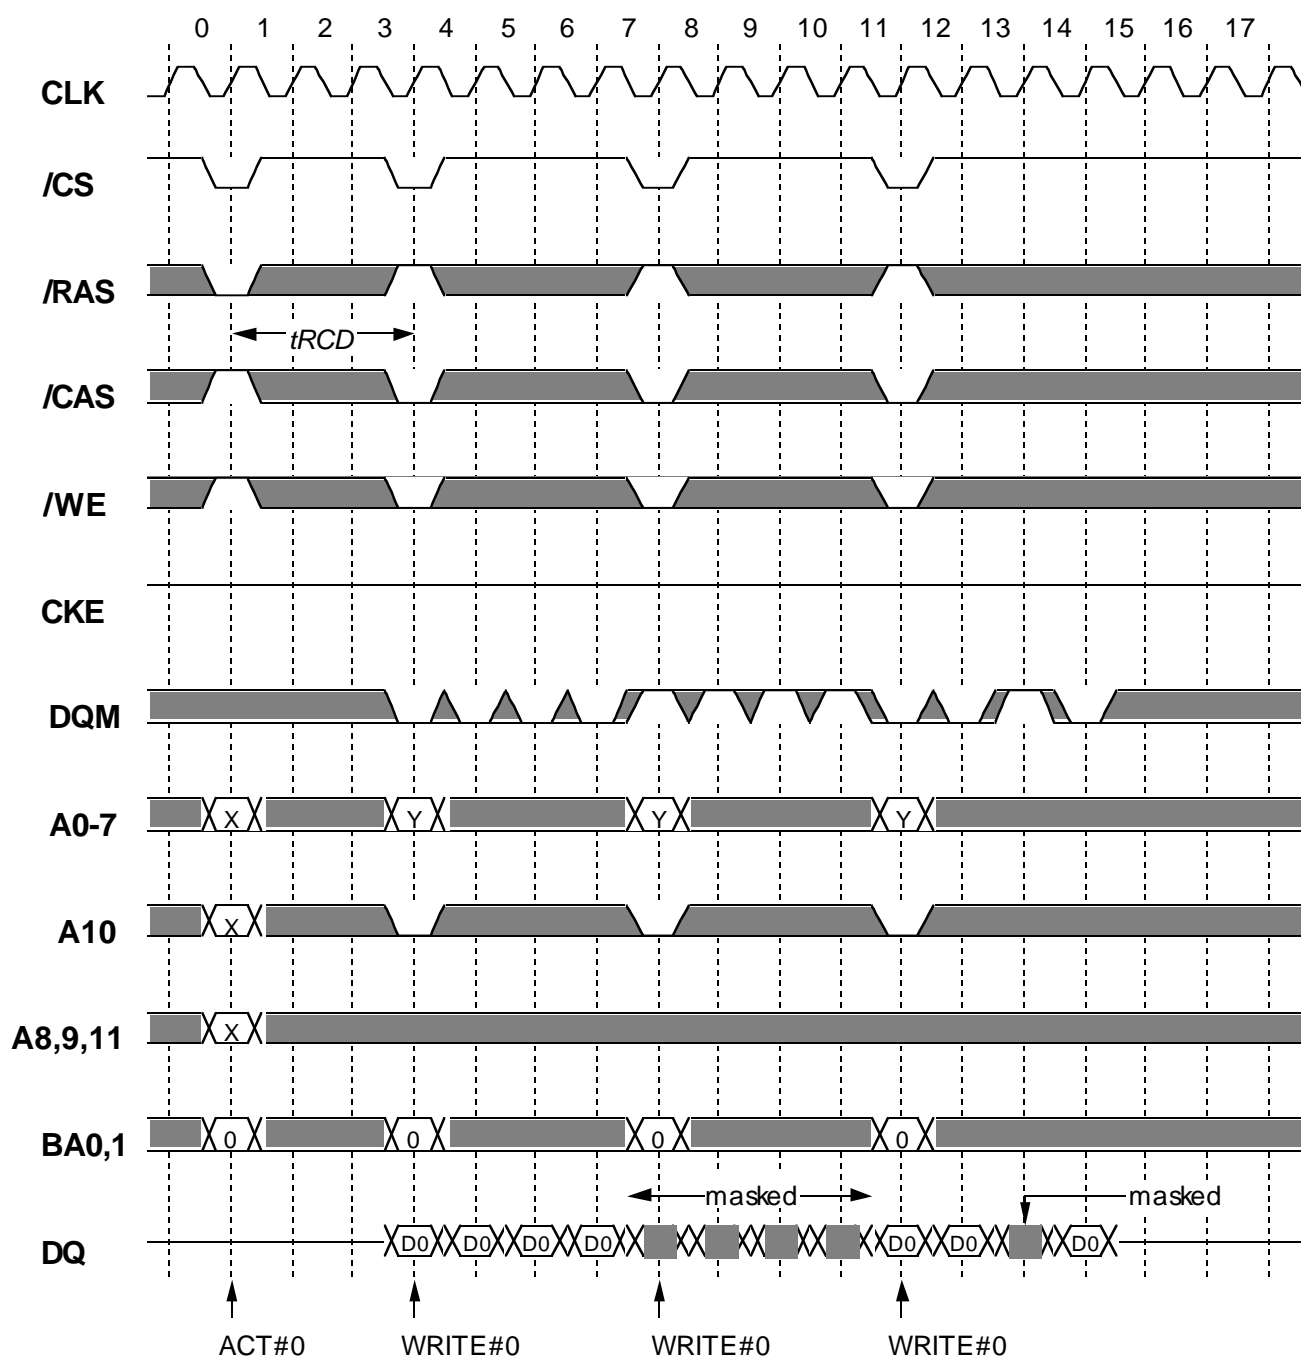 0 1 2 3 4 5 6 7 8 9 10 11 12 13 14 15 16 17
CLK
/CS
/RAS
tRCD
/CAS
/WE
CKE
DQM
A0-7 X Y Y Y
A10 X
A8,9,11 X
BA0,1 0 0 0 0
masked masked
DQ D0 D0 D0 D0 D0 D0 D0
ACT#0 WRITE#0 WRITE#0 WRITE#0